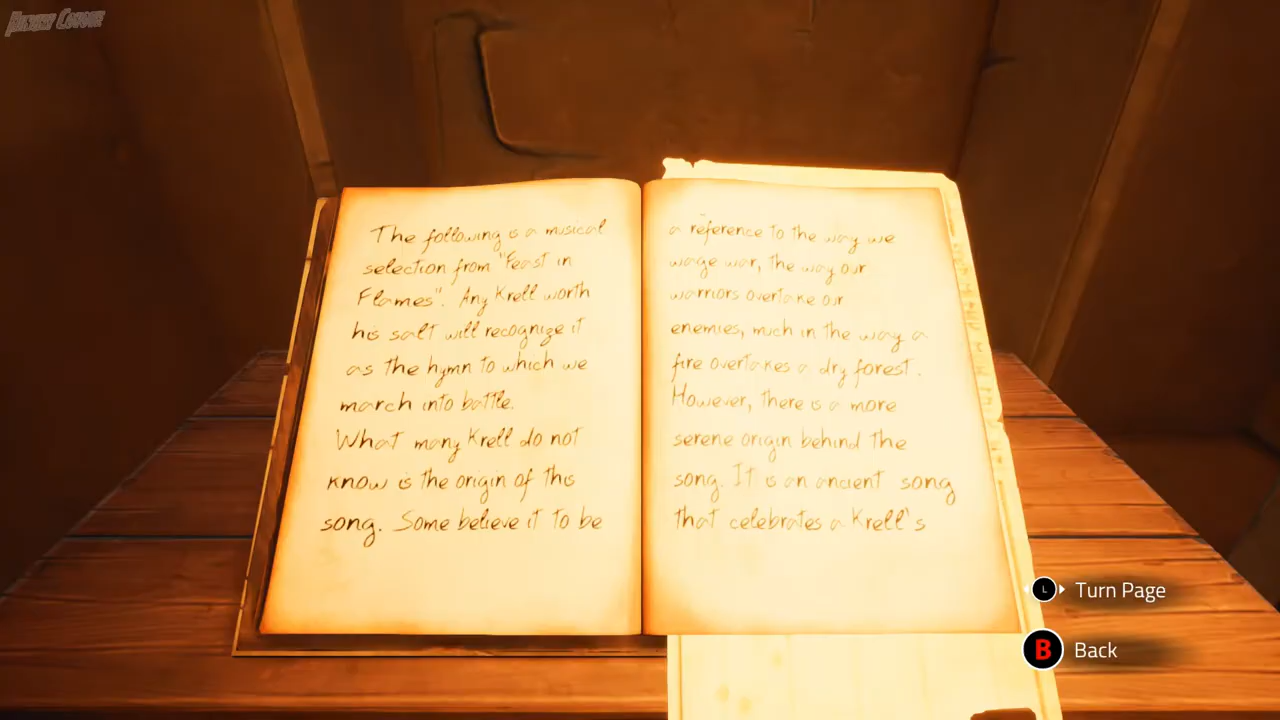 The following is a musical
selection from "Feast in
Flames". Any Krell worth
his salt will recognize it
as the hymn to which we
march into battle.
What many Krell do not
know is the origin of this
song. Some believe it to be
a reference to the way we
wage war, the way our
warriors overtake our
enemies, much in the way a
fire overtakes a dry forest.
However, there is a more
serene origin behind the
song. It is an ancient song
that celebrates a Krell's
L
Turn Page
B
Back